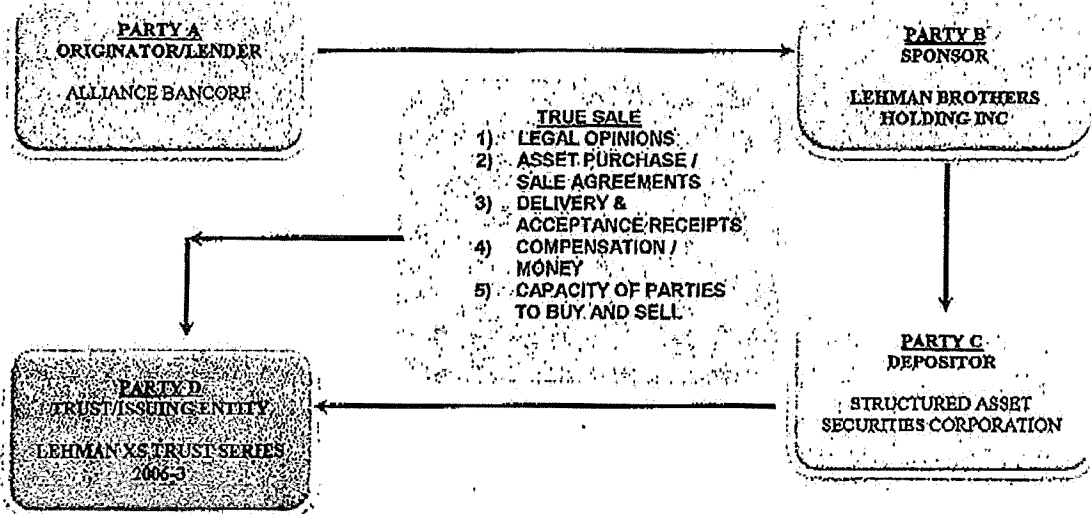 PARTY A
ORIGINATOR/LENDER
ALLIANCE BANCORP
PARTY B
SPONSOR
LEHMAN BROTHERS
HOLDING INC
TRUE SALE
1) LEGAL OPINIONS
2) ASSET PURCHASE /
SALE AGREEMENTS
3) DELIVERY &
ACCEPTANCE RECEIPTS
4) COMPENSATION /
MONEY
5) CAPACITY OF PARTIES
TO BUY AND SELL
PARTY D
TRUST/ISSUING ENTITY
LEHMAN XS TRUST SERIES
2006-3
PARTY C
DEPOSITOR
STRUCTURED ASSET
SECURITIES CORPORATION